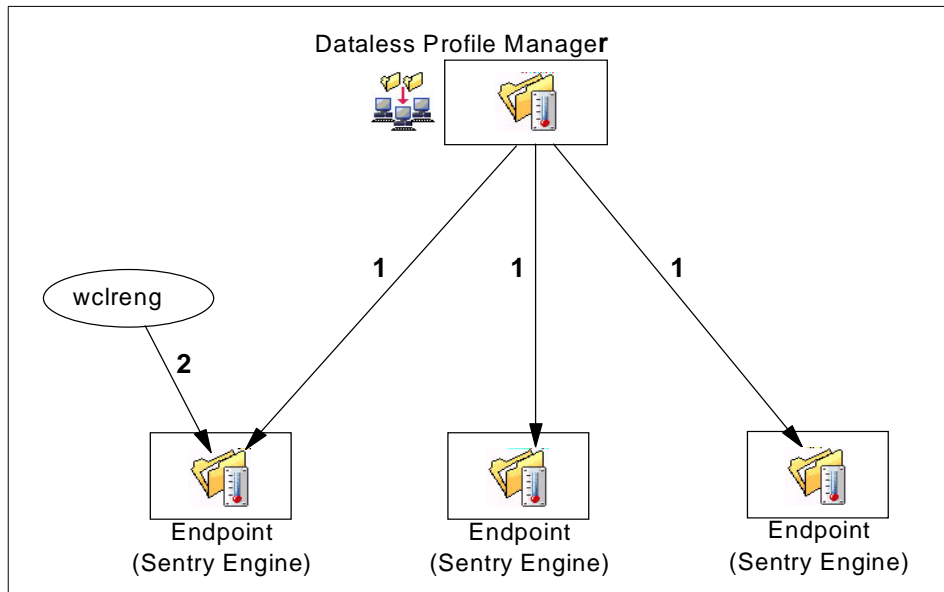 Dataless Profile Manager
1
1
1
wclreng
2
Endpoint
(Sentry Engine)
Endpoint
(Sentry Engine)
Endpoint
(Sentry Engine)